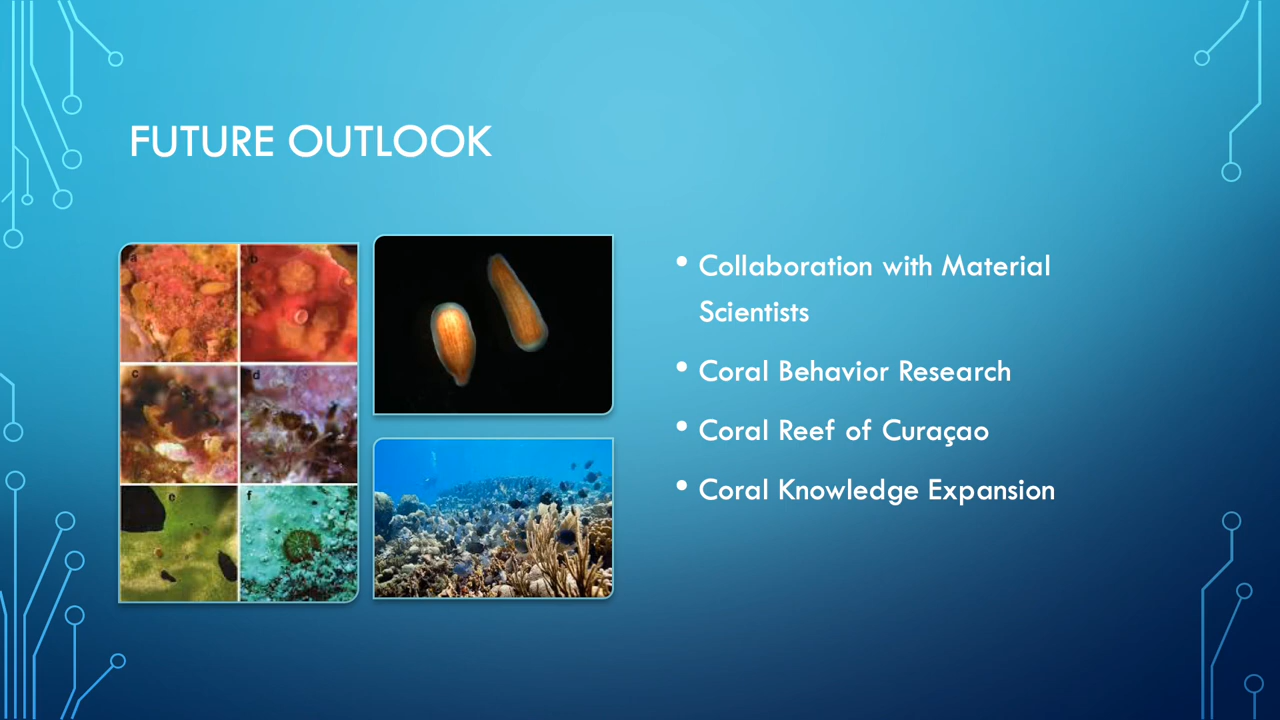 FUTURE OUTLOOK
a
b
c
d
e
f
• Collaboration with Material
Scientists
• Coral Behavior Research
• Coral Reef of Curaçao
• Coral Knowledge Expansion